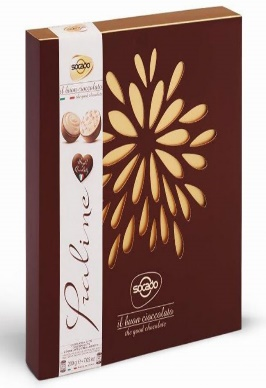 socado
il buon cioccolato
the good chocolate
Praline
socado
il buon cioccolato
the good chocolate